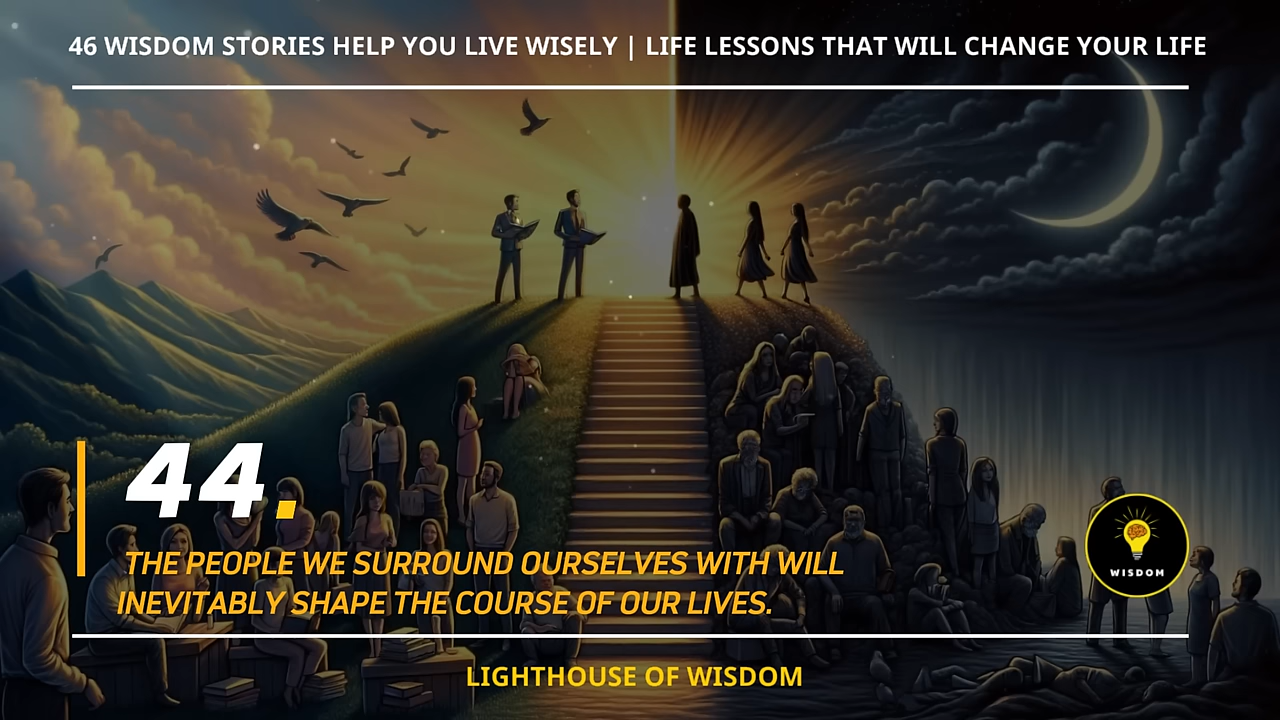 46 WISDOM STORIES HELP YOU LIVE WISELY | LIFE LESSONS THAT WILL CHANGE YOUR LIFE
44.
THE PEOPLE WE SURROUND OURSELVES WITH WILL
INEVITABLY SHAPE THE COURSE OF OUR LIVES.
WISDOM
LIGHTHOUSE OF WISDOM